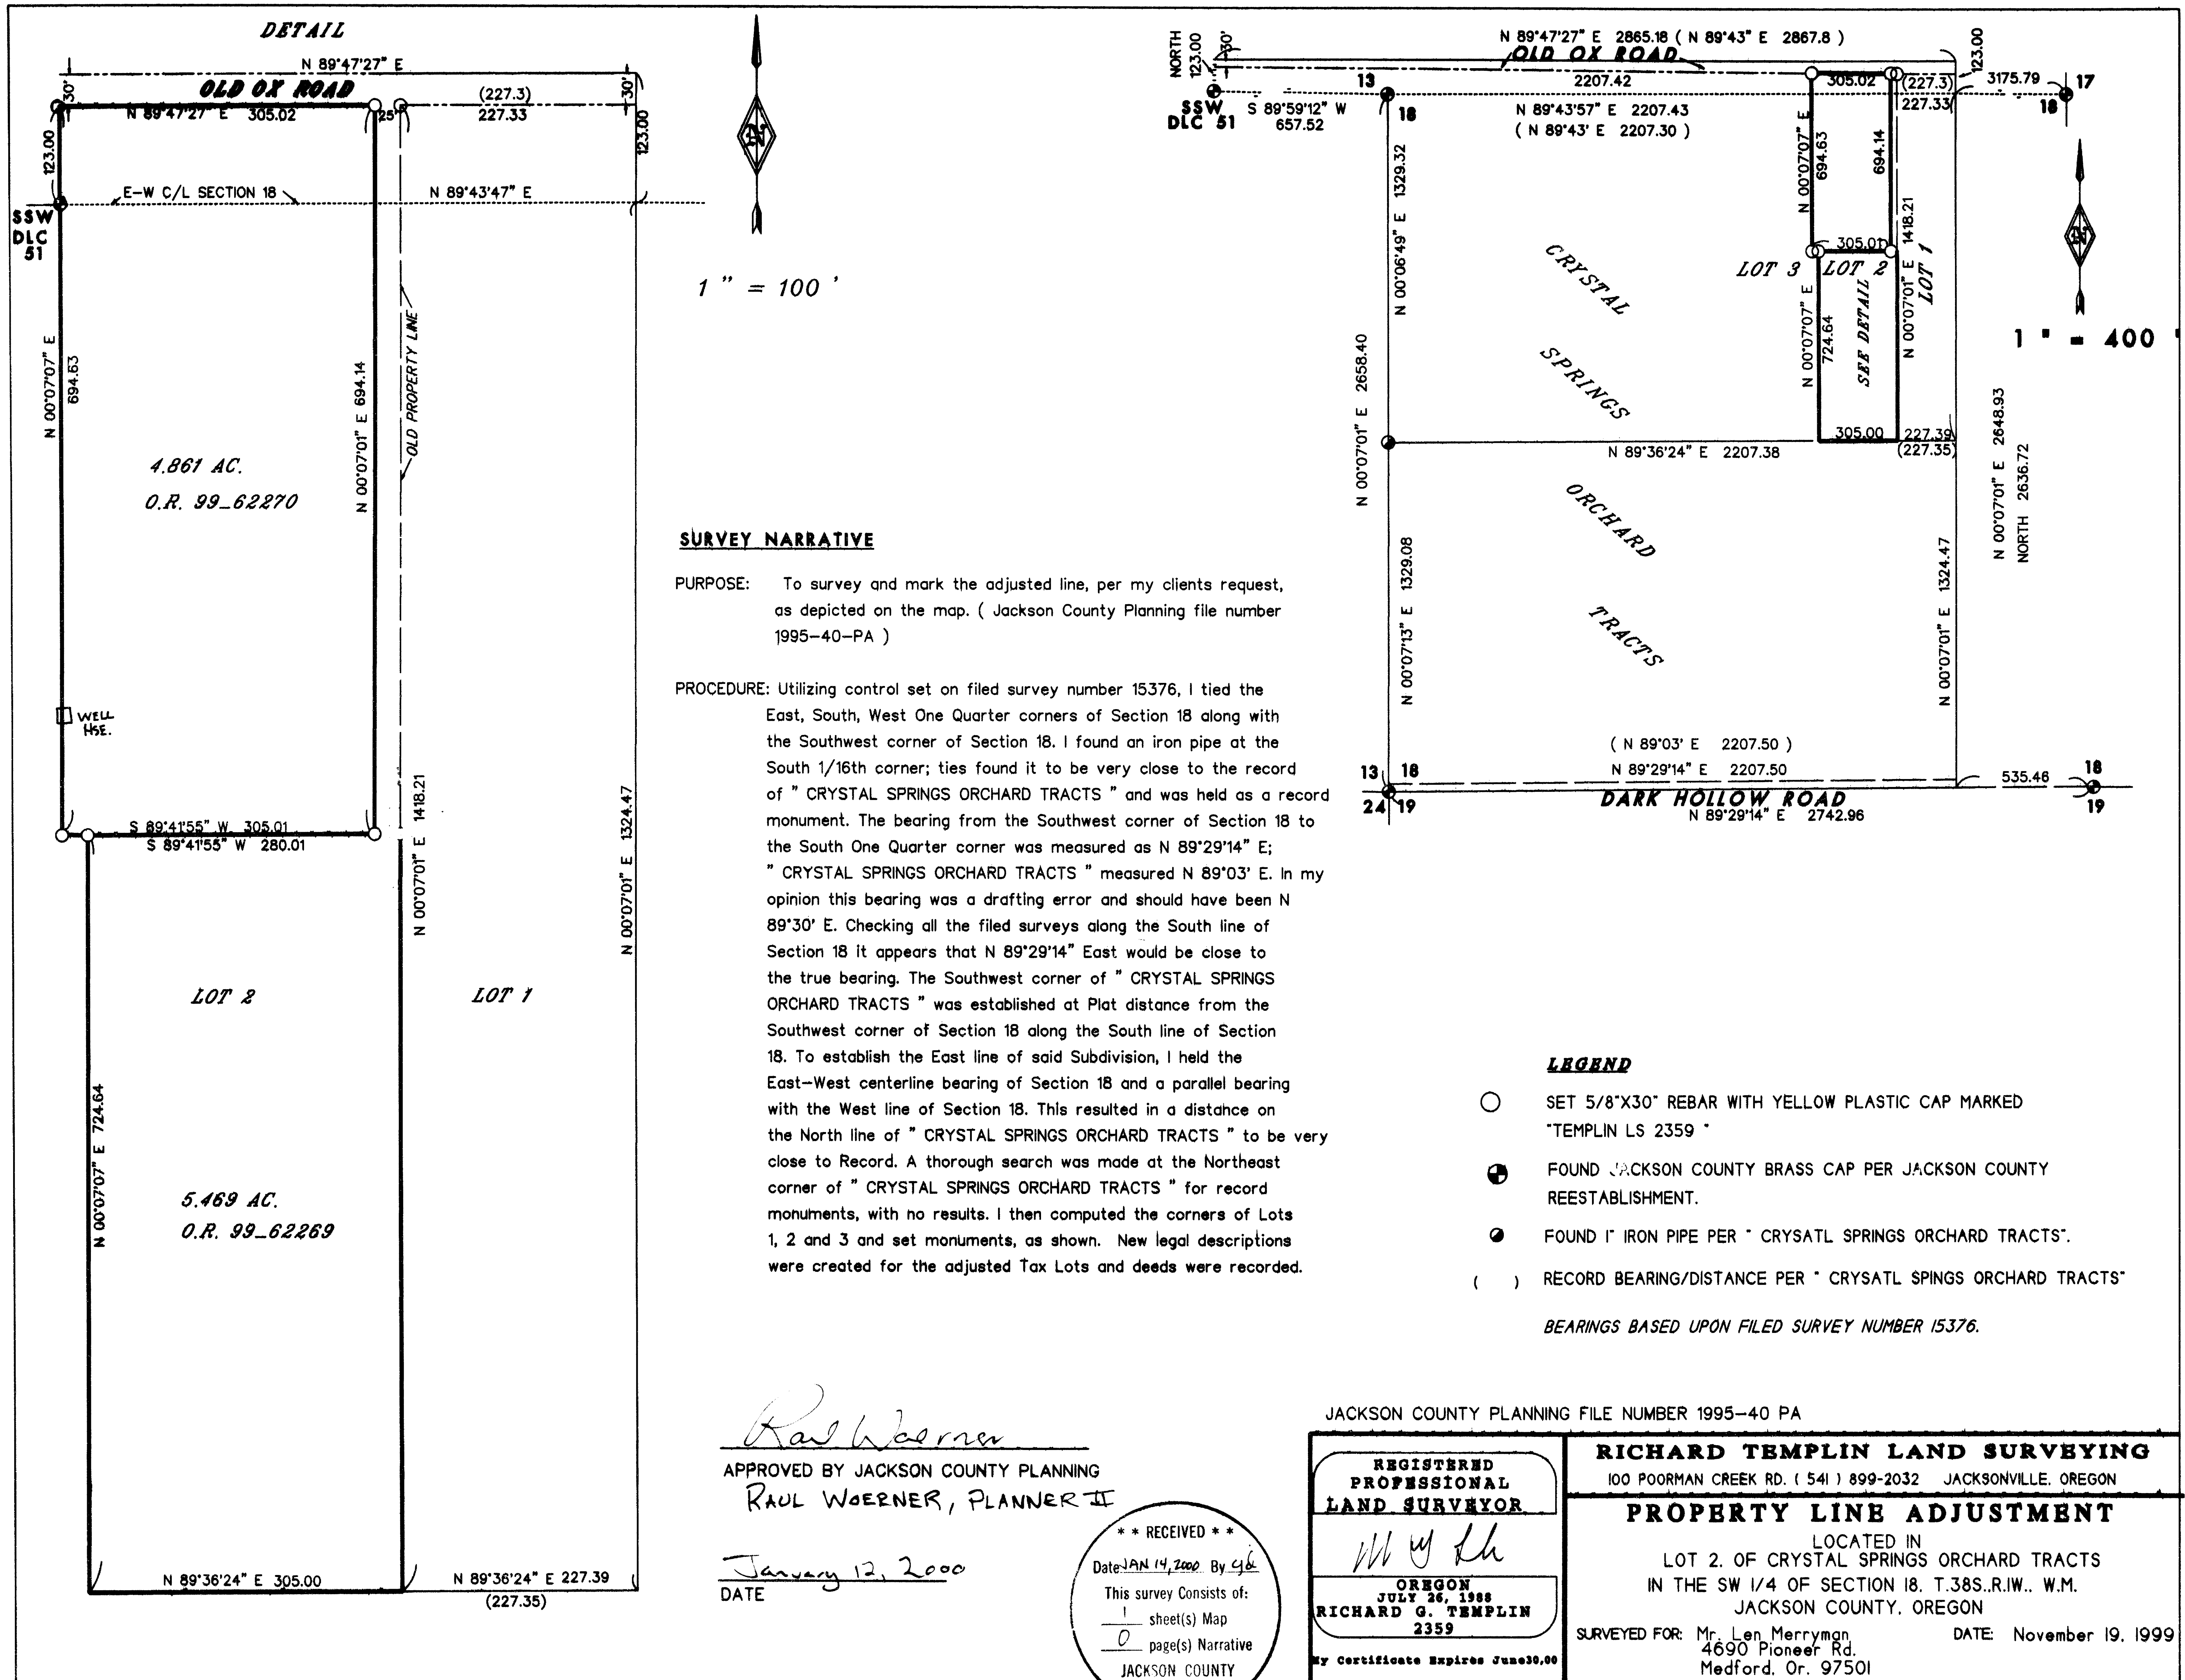 DETAIL
N 89°47'27" E
30'
OLD OX ROAD
30'
(227.3)
N 89°47'27" E 305.02
25'
227.33
123.00
123.00
E-W C/L SECTION 18
N 89°43'47" E
SSW
DLC
51
N 00°07'07" E
694.63
N 00°07'01" E 694.14
OLD PROPERTY LINE
4.861 AC.
O.R. 99_62270
WELL
HSE.
S 89°41'55" W 305.01
S 89°41'55" W 280.01
N 00°07'01" E 1418.21
N 00°07'01" E 1324.47
LOT 2
LOT 1
N 00°07'07" E 724.64
5.469 AC.
O.R. 99_62269
N 89°36'24" E 305.00
N 89°36'24" E 227.39
(227.35)
1 " = 100 '
SURVEY NARRATIVE
PURPOSE: To survey and mark the adjusted line, per my clients request,
as depicted on the map. ( Jackson County Planning file number
1995-40-PA )
PROCEDURE: Utilizing control set on filed survey number 15376, I tied the
East, South, West One Quarter corners of Section 18 along with
the Southwest corner of Section 18. I found an iron pipe at the
South 1/16th corner; ties found it to be very close to the record
of " CRYSTAL SPRINGS ORCHARD TRACTS " and was held as a record
monument. The bearing from the Southwest corner of Section 18 to
the South One Quarter corner was measured as N 89°29'14" E;
" CRYSTAL SPRINGS ORCHARD TRACTS " measured N 89°03' E. In my
opinion this bearing was a drafting error and should have been N
89°30' E. Checking all the filed surveys along the South line of
Section 18 it appears that N 89°29'14" East would be close to
the true bearing. The Southwest corner of " CRYSTAL SPRINGS
ORCHARD TRACTS " was established at Plat distance from the
Southwest corner of Section 18 along the South line of Section
18. To establish the East line of said Subdivision, I held the
East-West centerline bearing of Section 18 and a parallel bearing
with the West line of Section 18. This resulted in a distance on
the North line of " CRYSTAL SPRINGS ORCHARD TRACTS " to be very
close to Record. A thorough search was made at the Northeast
corner of " CRYSTAL SPRINGS ORCHARD TRACTS " for record
monuments, with no results. I then computed the corners of Lots
1, 2 and 3 and set monuments, as shown. New legal descriptions
were created for the adjusted Tax Lots and deeds were recorded.
Raul Woerner
APPROVED BY JACKSON COUNTY PLANNING
RAUL WOERNER, PLANNER II
January 12, 2000
DATE
* * RECEIVED * *
Date JAN 14, 2000 By
This survey Consists of:
1 sheet(s) Map
0 page(s) Narrative
JACKSON COUNTY
N 89°47'27" E 2865.18 ( N 89°43" E 2867.8 )
NORTH
123.00
30'
OLD OX ROAD
123.00
13
2207.42
305.02
(227.3)
3175.79
17
SSW
DLC 51
S 89°59'12" W
657.52
18
N 89°43'57" E 2207.43
227.33
18
( N 89°43' E 2207.30 )
N 00°06'49" E 1329.32
N 00°07'07" E
694.63
694.14
N 00°07'01" E 1418.21
305.01
LOT 3
LOT 2
LOT 1
CRYSTAL
SPRINGS
ORCHARD
TRACTS
N 00°07'07" E
724.64
SEE DETAIL
1 " = 400 '
N 00°07'01" E 2658.40
305.00
227.39
N 89°36'24" E 2207.38
(227.35)
N 00°07'01" E 2648.93
NORTH 2636.72
N 00°07'13" E 1329.08
N 00°07'01" E 1324.47
( N 89°03' E 2207.50 )
N 89°29'14" E 2207.50
13
18
24
19
535.46
18
19
DARK HOLLOW ROAD
N 89°29'14" E 2742.96
LEGEND
SET 5/8"X30" REBAR WITH YELLOW PLASTIC CAP MARKED
"TEMPLIN LS 2359 "
FOUND JACKSON COUNTY BRASS CAP PER JACKSON COUNTY
REESTABLISHMENT.
FOUND 1" IRON PIPE PER " CRYSATL SPRINGS ORCHARD TRACTS".
( ) RECORD BEARING/DISTANCE PER " CRYSATL SPINGS ORCHARD TRACTS"
BEARINGS BASED UPON FILED SURVEY NUMBER 15376.
JACKSON COUNTY PLANNING FILE NUMBER 1995-40 PA
REGISTERED
PROFESSIONAL
LAND SURVEYOR
OREGON
JULY 26, 1988
RICHARD G. TEMPLIN
2359
My Certificate Expires June30,00
RICHARD TEMPLIN LAND SURVEYING
100 POORMAN CREEK RD. ( 541 ) 899-2032 JACKSONVILLE, OREGON
PROPERTY LINE ADJUSTMENT
LOCATED IN
LOT 2, OF CRYSTAL SPRINGS ORCHARD TRACTS
IN THE SW 1/4 OF SECTION 18, T.38S.,R.1W., W.M.
JACKSON COUNTY, OREGON
SURVEYED FOR: Mr. Len Merryman
4690 Pioneer Rd.
Medford, Or. 97501
DATE: November 19, 1999